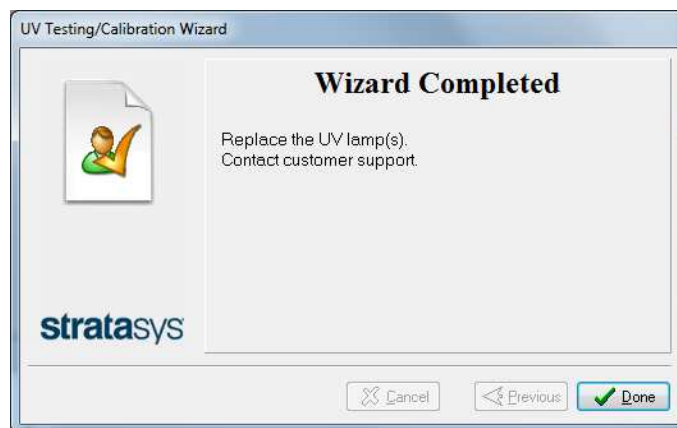 UV Testing/Calibration Wizard
Wizard Completed
Replace the UV lamp(s).
Contact customer support.
stratasys
Cancel
Previous
Done